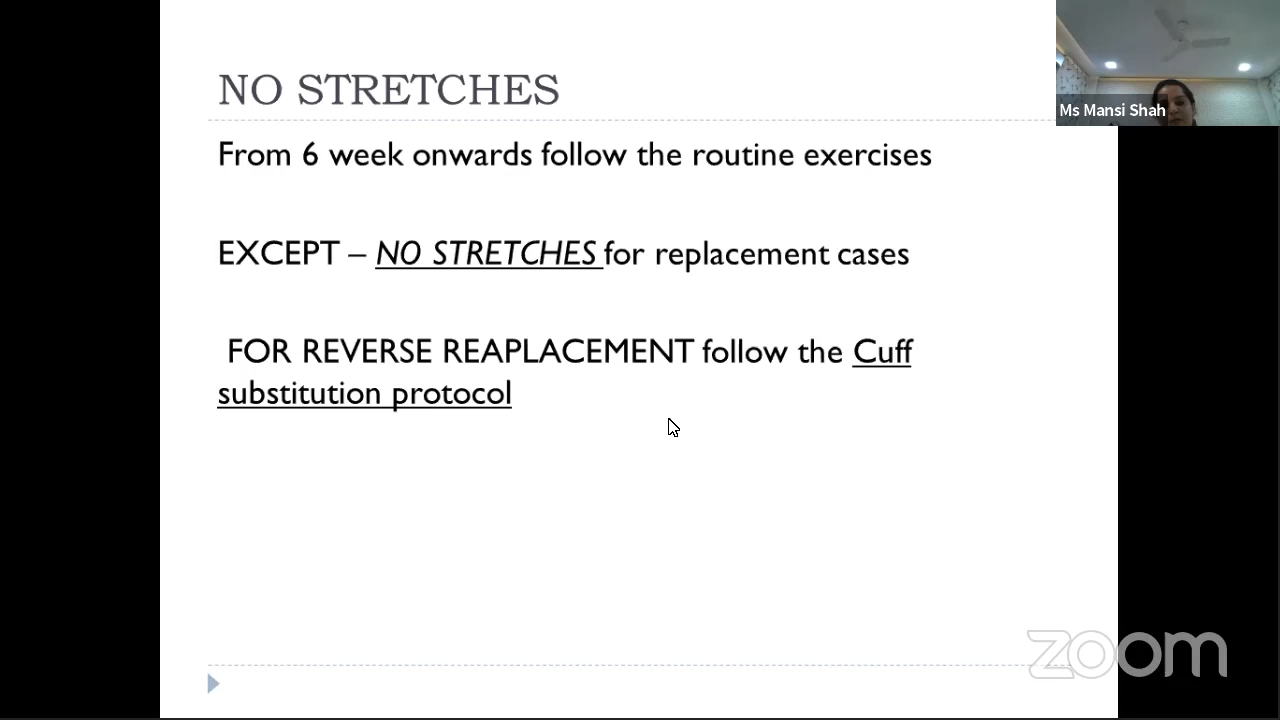 NO STRETCHES
Ms Mansi Shah
From 6 week onwards follow the routine exercises
EXCEPT – NO STRETCHES for replacement cases
FOR REVERSE REAPLACEMENT follow the Cuff
substitution protocol
zoom